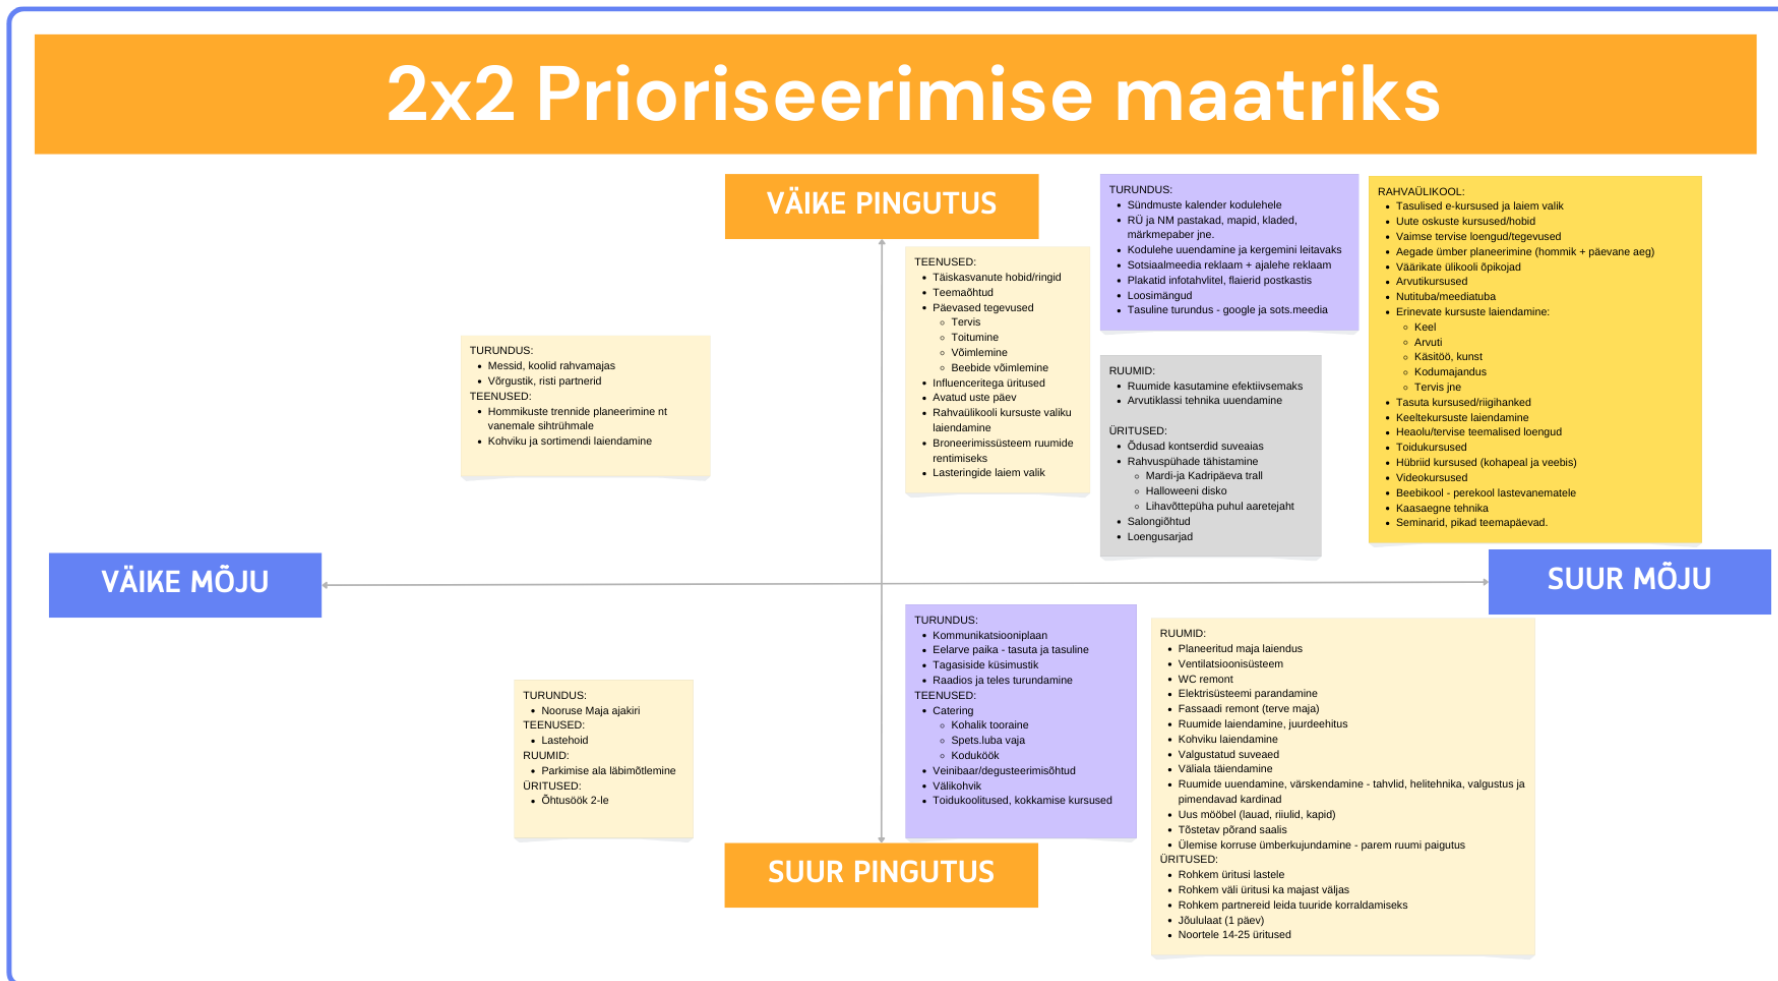 2x2 Prioriseerimise maatriks
VÄIKE PINGUTUS
TURUNDUS:
Sündmuste kalender kodulehele
RÜ ja NM pastakad, mapid, kladed,
märkmepaber jne.
Kodulehe uuendamine ja kergemini leitavaks
Sotsiaalmeedia reklaam + ajalehe reklaam
Plakatid infotahvlitel, flaierid postkastis
Loosimängud
Tasuline turundus - google ja sots.meedia
RAHVAÜLIKOOL:
Tasulised e-kursused ja laiem valik
Uute oskuste kursused/hobid
Vaimse tervise loengud/tegevused
Aegade ümber planeerimine (hommik + päevane aeg)
Väärikate ülikooli õpikojad
Arvutikursused
Nutituba/meediatuba
Erinevate kursuste laiendamine:
Keel
Arvuti
Käsitöö, kunst
Kodumajandus
Tervis jne
Tasuta kursused/riigihanked
Keeltekursuste laiendamine
Heaolu/tervise teemalised loengud
Toidukursused
Hübriid kursused (kohapeal ja veebis)
Videokursused
Beebikool - perekool lastevanematele
Kaasaegne tehnika
Seminarid, pikad teemapäevad.
TEENUSED:
Täiskasvanute hobid/ringid
Teemaõhtud
Päevased tegevused
Tervis
Toitumine
Võimlemine
Beebide võimlemine
Influenceritega üritused
Avatud uste päev
Rahvaülikooli kursuste valiku
laiendamine
Broneerimissüsteem ruumide
rentimiseks
Lasteringide laiem valik
TURUNDUS:
Messid, koolid rahvamajas
Võrgustik, risti partnerid
TEENUSED:
Hommikuste trennide planeerimine nt
vanemale sihtrühmale
Kohviku ja sortimendi laiendamine
RUUMID:
Ruumide kasutamine efektiivsemaks
Arvutiklassi tehnika uuendamine
ÜRITUSED:
Õdusad kontserdid suveaias
Rahvuspühade tähistamine
Mardi-ja Kadripäeva trall
Halloweeni disko
Lihavõttepüha puhul aaretejaht
Salongiõhtud
Loengusarjad
VÄIKE MÕJU
SUUR MÕJU
TURUNDUS:
Kommunikatsiooniplaan
Eelarve paika - tasuta ja tasuline
Tagasiside küsimustik
Raadios ja teles turundamine
TEENUSED:
Catering
Kohalik tooraine
Spets.luba vaja
Koduköök
Veinibaar/degusteerimisõhtud
Välikohvik
Toidukoolitused, kokkamise kursused
RUUMID:
Planeeritud maja laiendus
Ventilatsioonisüsteem
WC remont
Elektrisüsteemi parandamine
Fassaadi remont (terve maja)
Ruumide laiendamine, juurdeehitus
Kohviku laiendamine
Valgustatud suveaed
Väliala täiendamine
Ruumide uuendamine, värskendamine - tahvlid, helitehnika, valgustus ja
pimendavad kardinad
Uus mööbel (lauad, riiulid, kapid)
Tõstetav põrand saalis
Ülemise korruse ümberkujundamine - parem ruumi paigutus
ÜRITUSED:
Rohkem üritusi lastele
Rohkem väli üritusi ka majast väljas
Rohkem partnereid leida tuuride korraldamiseks
Jõululaat (1 päev)
Noortele 14-25 üritused
TURUNDUS:
Nooruse Maja ajakiri
TEENUSED:
Lastehoid
RUUMID:
Parkimise ala läbimõtlemine
ÜRITUSED:
Õhtusöök 2-le
SUUR PINGUTUS